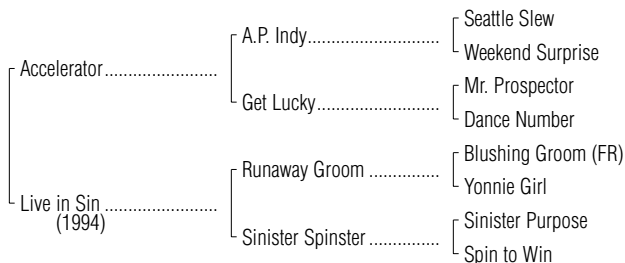 Seattle Slew
A.P. Indy..............................
Weekend Surprise
Accelerator.........................
Mr. Prospector
Get Lucky............................
Dance Number
Blushing Groom (FR)
Runaway Groom ................
Yonnie Girl
Live in Sin .........................
(1994)
Sinister Purpose
Sinister Spinster................
Spin to Win